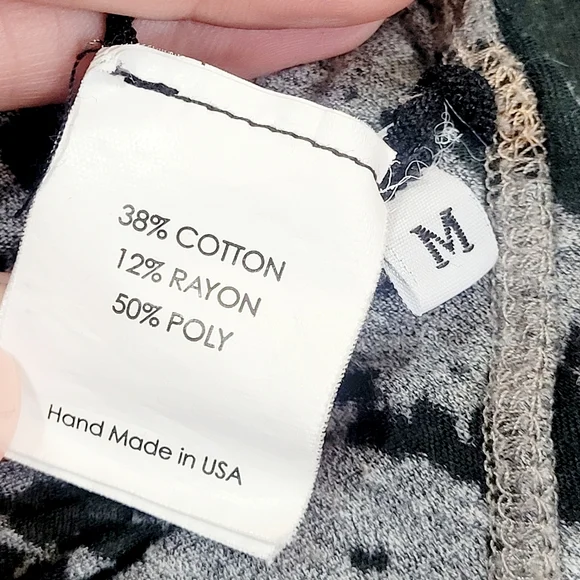 38% COTTON
12% RAYON
50% POLY
Hand Made in USA
M